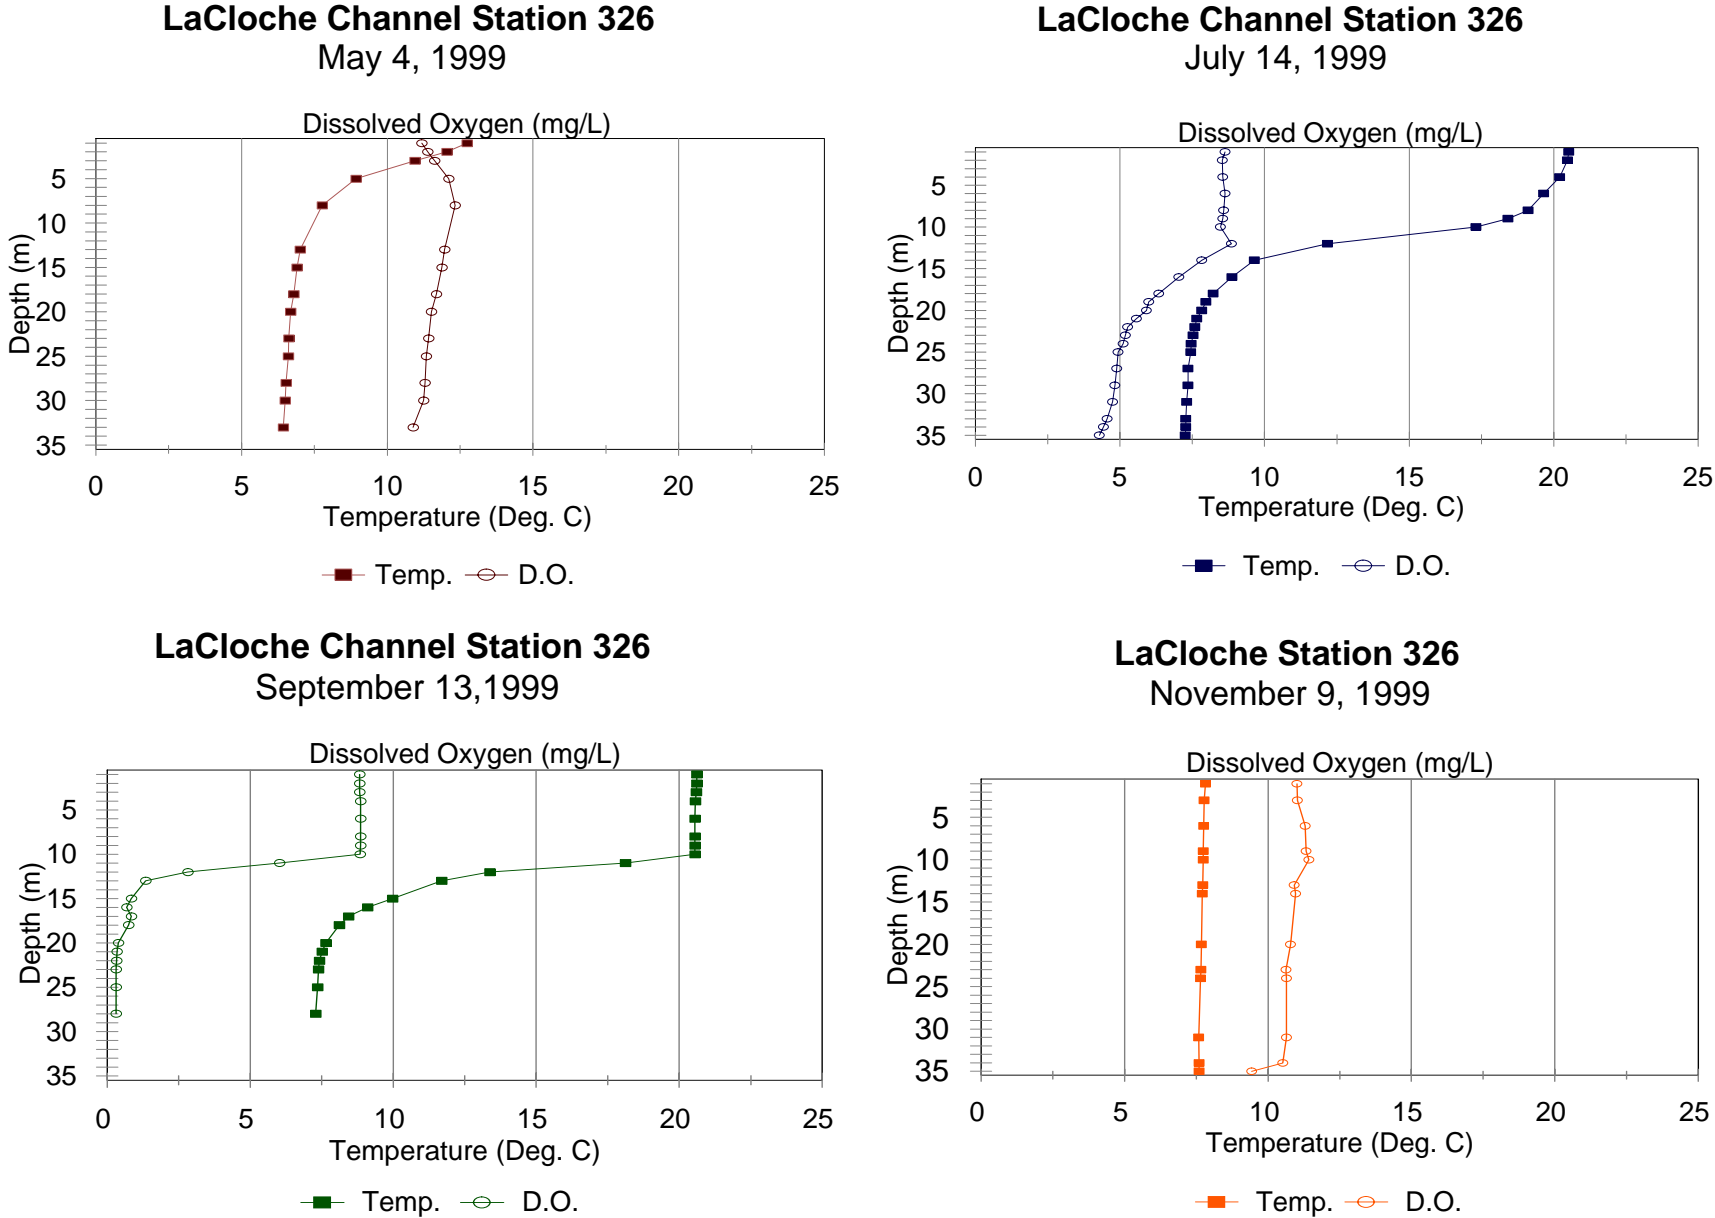 LaCloche Channel Station 326
May 4, 1999
Dissolved Oxygen (mg/L)
5
10
15
20
25
30
35
Depth (m)
0 5 10 15 20 25
Temperature (Deg. C)
Temp. D.O.
LaCloche Channel Station 326
July 14, 1999
Dissolved Oxygen (mg/L)
5
10
15
20
25
30
35
Depth (m)
0 5 10 15 20 25
Temperature (Deg. C)
Temp. D.O.
LaCloche Channel Station 326
September 13,1999
Dissolved Oxygen (mg/L)
5
10
15
20
25
30
35
Depth (m)
0 5 10 15 20 25
Temperature (Deg. C)
Temp. D.O.
LaCloche Station 326
November 9, 1999
Dissolved Oxygen (mg/L)
5
10
15
20
25
30
35
Depth (m)
0 5 10 15 20 25
Temperature (Deg. C)
Temp. D.O.